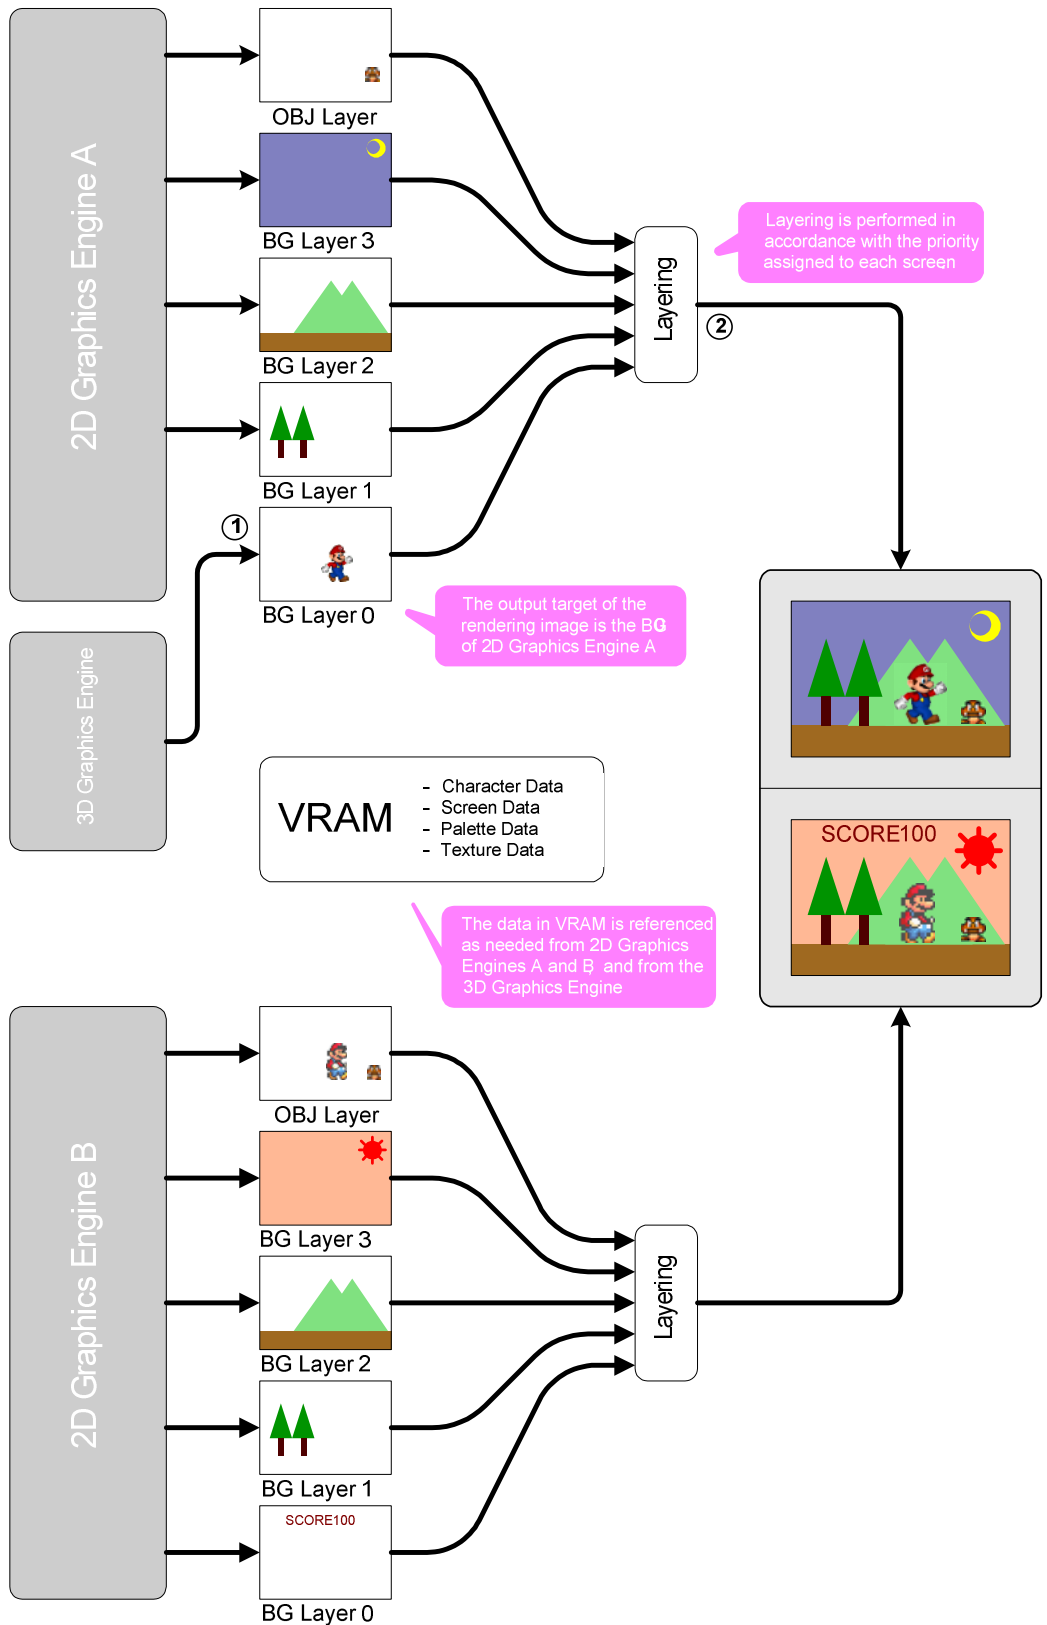 2D Graphics Engine A
OBJ Layer
BG Layer 3
BG Layer 2
BG Layer 1
1
BG Layer 0
Layering
2
Layering is performed in
accordance with the priority
assigned to each screen
The output target of the
rendering image is the BG
of 2D Graphics Engine A
3D Graphics Engine
VRAM
- Character Data
- Screen Data
- Palette Data
- Texture Data
SCORE100
The data in VRAM is referenced
as needed from 2D Graphics
Engines A and B, and from the
3D Graphics Engine
2D Graphics Engine B
OBJ Layer
BG Layer 3
BG Layer 2
BG Layer 1
SCORE100
BG Layer 0
Layering